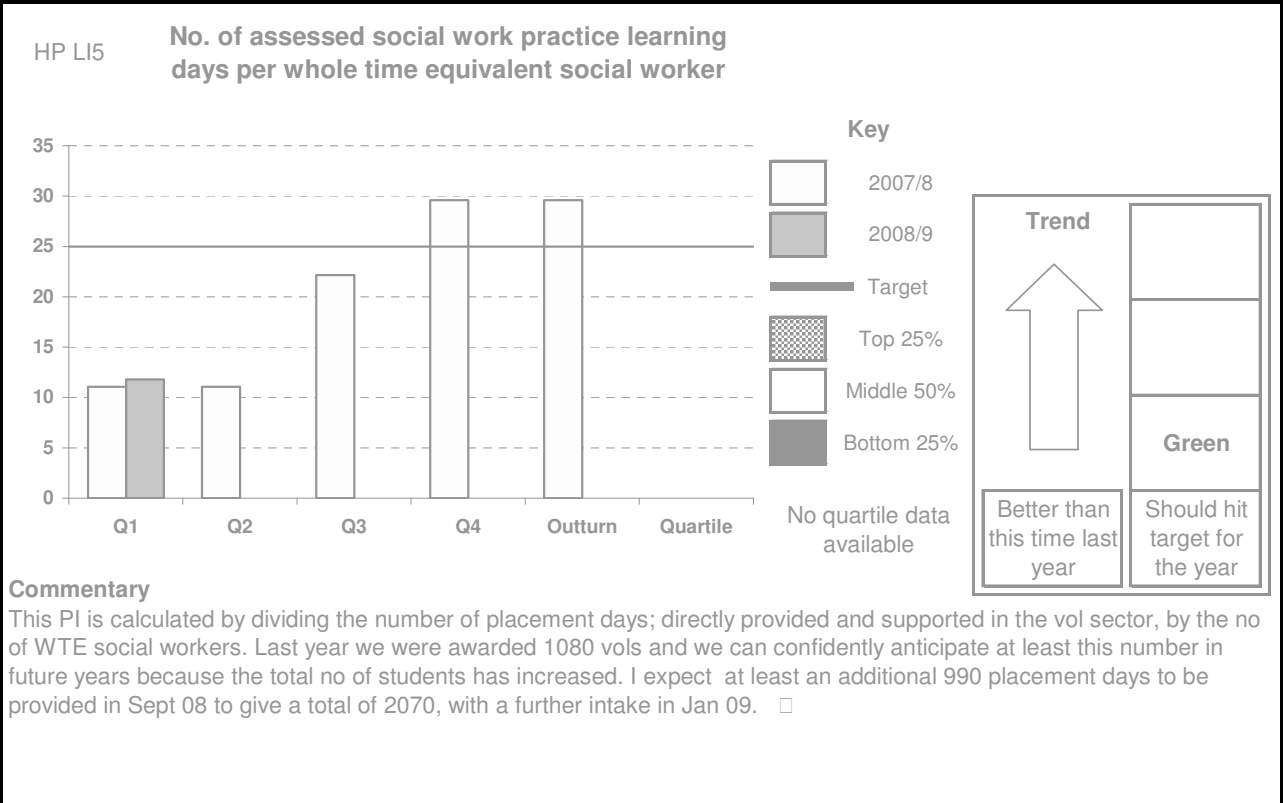 HP LI5
No. of assessed social work practice learning
days per whole time equivalent social worker
35
30
25
20
15
10
5
0
Q1
Q2
Q3
Q4
Outturn
Quartile
Key
2007/8
2008/9
Target
Top 25%
Middle 50%
Bottom 25%
No quartile data
available
Trend
Better than
this time last
year
Green
Should hit
target for
the year
Commentary
This PI is calculated by dividing the number of placement days; directly provided and supported in the vol sector, by the no
of WTE social workers. Last year we were awarded 1080 vols and we can confidently anticipate at least this number in
future years because the total no of students has increased. I expect  at least an additional 990 placement days to be
provided in Sept 08 to give a total of 2070, with a further intake in Jan 09.